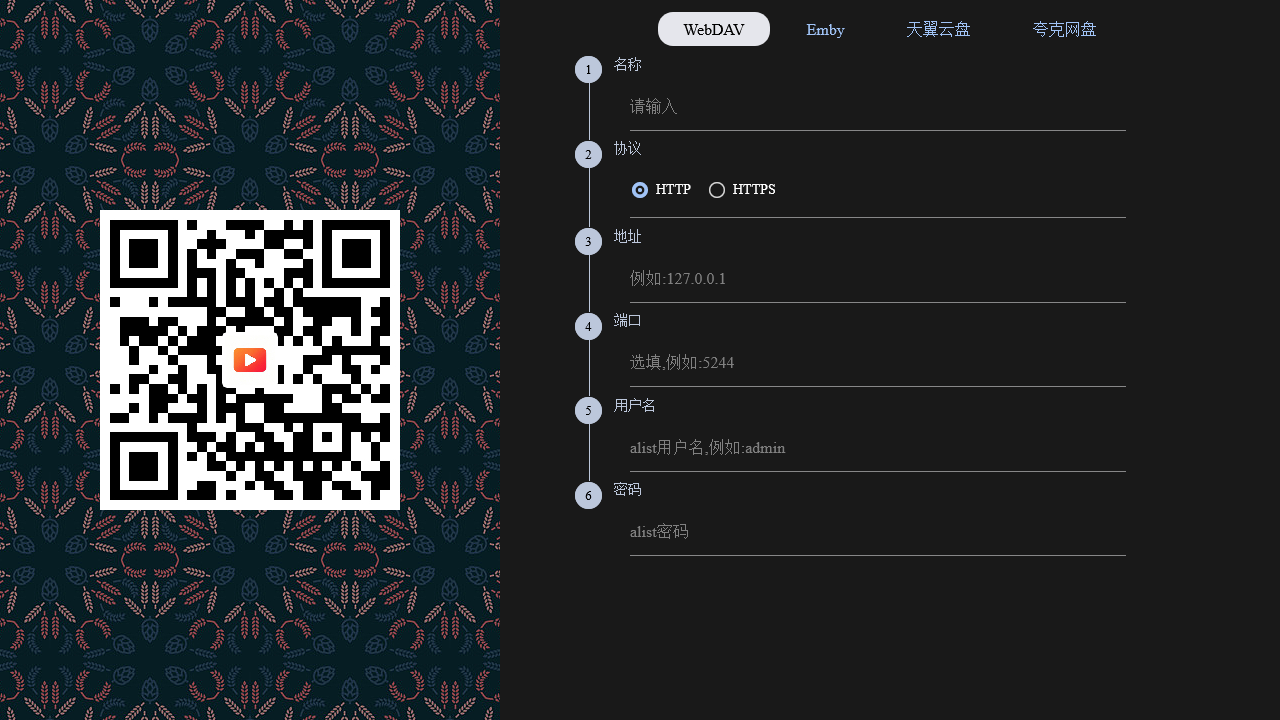 WebDAV Emby 天翼云盘 夸克网盘
1 名称
请输入
2 协议
HTTP HTTPS
3 地址
例如:127.0.0.1
4 端口
选填,例如:5244
5 用户名
alist用户名,例如:admin
6 密码
alist密码